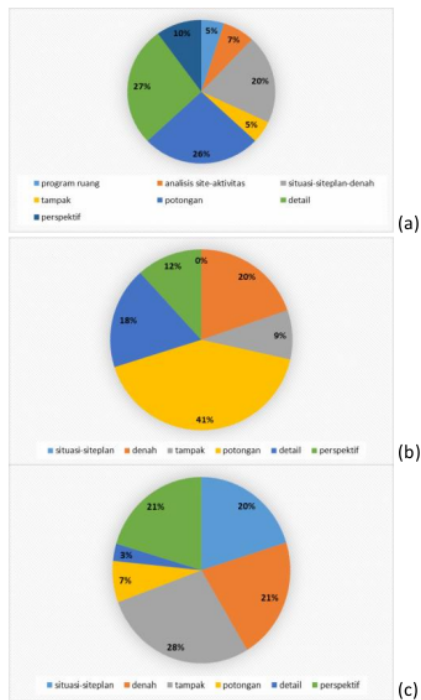 10%
5%
7%
27%
20%
5%
26%
program ruang
analisis site-aktivitas
situasi-siteplan-denah
tampak
potongan
detail
perspektif
(a)
12%
0%
20%
18%
9%
41%
situasi-siteplan denah tampak potongan detail perspektif
(b)
21%
20%
3%
7%
21%
28%
situasi-siteplan denah tampak potongan detail perspektif
(c)